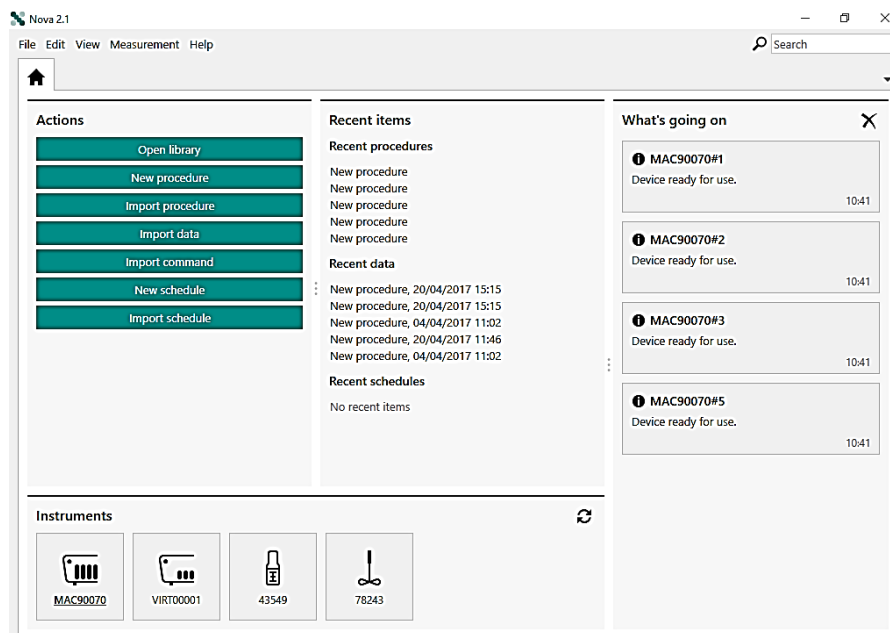 Nova 2.1
File Edit View Measurement Help
Search
Actions
Open library
New procedure
Import procedure
Import data
Import command
New schedule
Import schedule
Recent items
Recent procedures
New procedure
New procedure
New procedure
New procedure
New procedure
Recent data
New procedure, 20/04/2017 15:15
New procedure, 20/04/2017 15:15
New procedure, 04/04/2017 11:02
New procedure, 20/04/2017 11:46
New procedure, 04/04/2017 11:02
Recent schedules
No recent items
What's going on
MAC90070#1
Device ready for use.
10:41
MAC90070#2
Device ready for use.
10:41
MAC90070#3
Device ready for use.
10:41
MAC90070#5
Device ready for use.
10:41
Instruments
MAC90070
VIRT00001
43549
78243